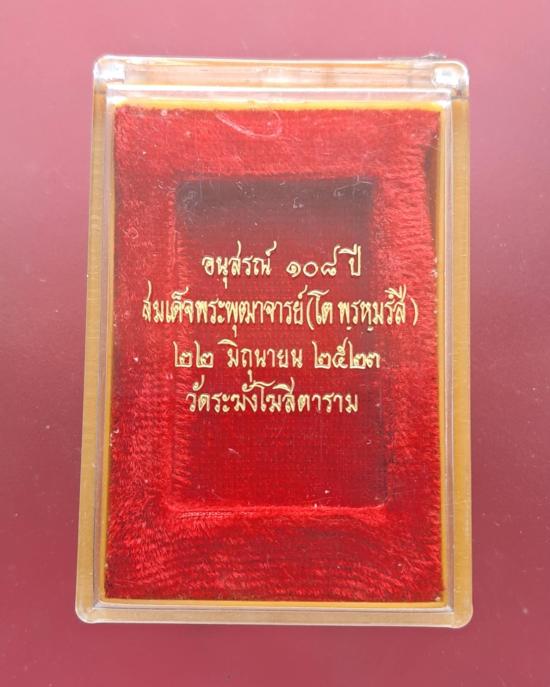 อนุสรณ์ ๑๐๘ ปี
สมเด็จพระพุฒาจารย์(โต พรหมรํสี)
๒๒ มิถุนายน ๒๕๒๓
วัดระฆังโฆสิตาราม